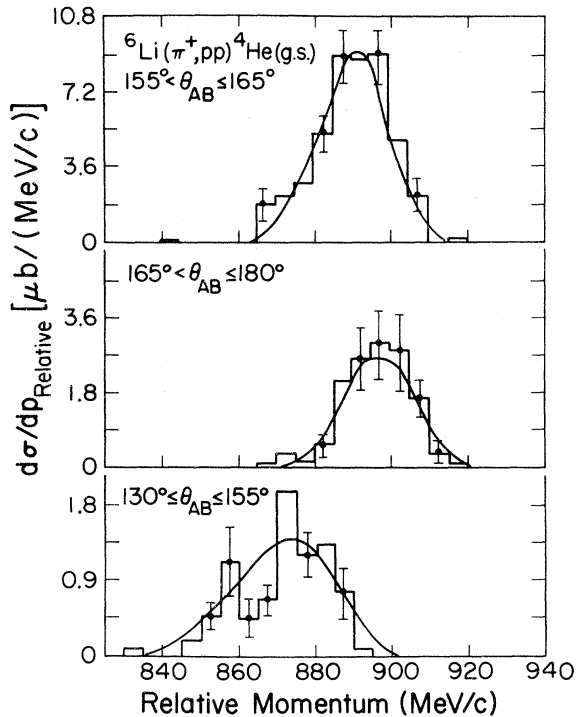 10.8
⁶Li(π⁺,pp)⁴He(g.s.)
155°<θ_AB≤165°
7.2
3.6
0
dσ/dp_Relative [μb/(MeV/c)]
165°<θ_AB≤180°
3.6
1.8
0
130°≤θ_AB≤155°
1.8
0.9
0
840 860 880 900 920 940
Relative Momentum (MeV/c)